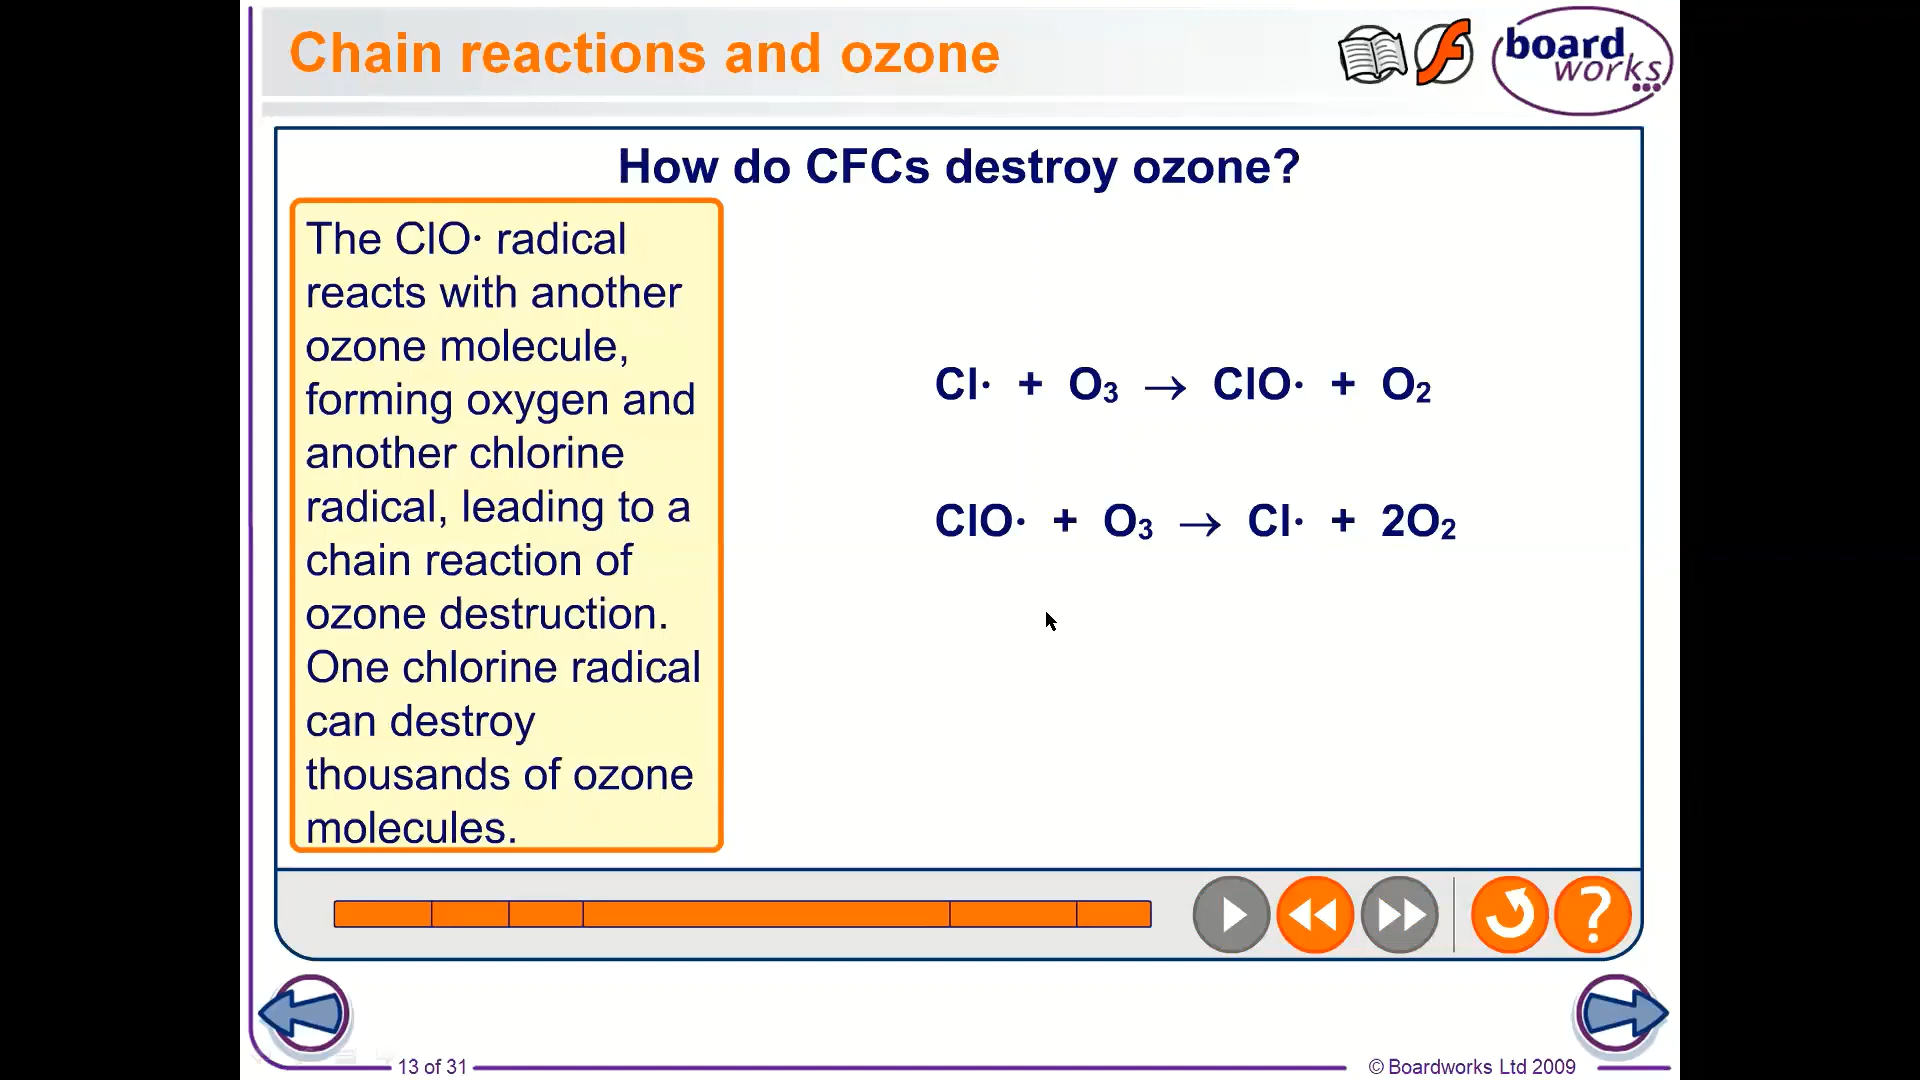 Chain reactions and ozone
board
works
How do CFCs destroy ozone?
The ClO· radical
reacts with another
ozone molecule,
forming oxygen and
another chlorine
radical, leading to a
chain reaction of
ozone destruction.
One chlorine radical
can destroy
thousands of ozone
molecules.
Cl· + O₃ → ClO· + O₂
ClO· + O₃ → Cl· + 2O₂
?
13 of 31
© Boardworks Ltd 2009